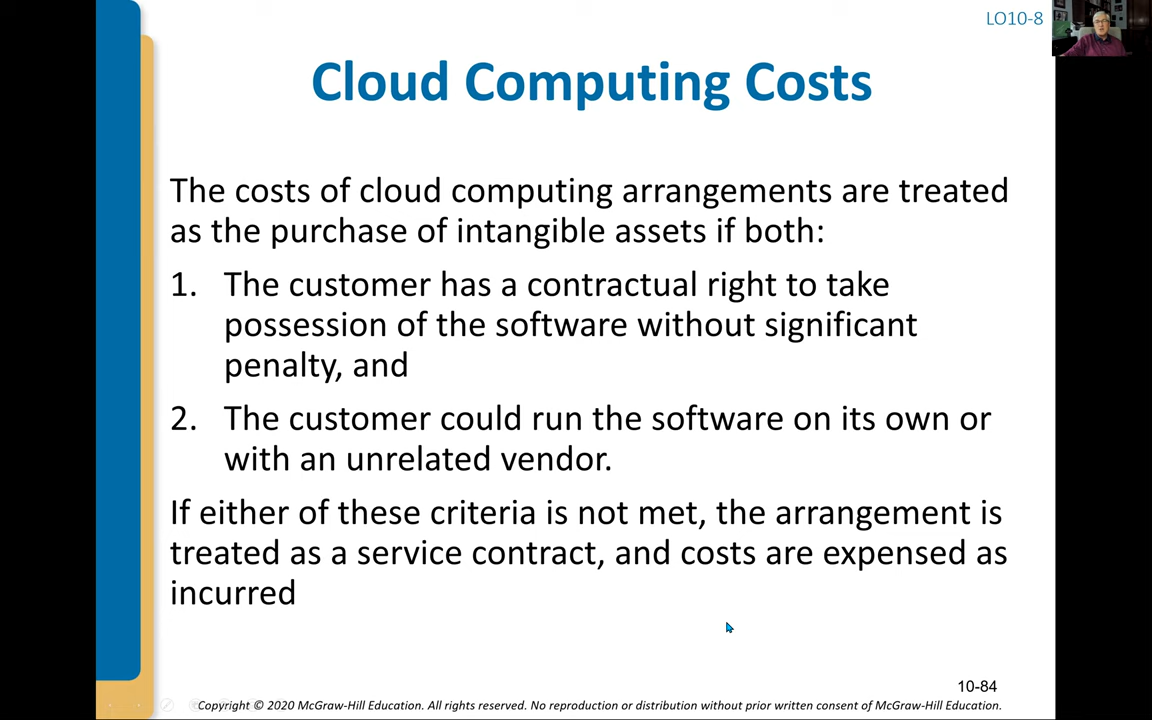 LO10-8
Cloud Computing Costs
The costs of cloud computing arrangements are treated
as the purchase of intangible assets if both:
1. The customer has a contractual right to take
possession of the software without significant
penalty, and
2. The customer could run the software on its own or
with an unrelated vendor.
If either of these criteria is not met, the arrangement is
treated as a service contract, and costs are expensed as
incurred
10-84
Copyright © 2020 McGraw-Hill Education. All rights reserved. No reproduction or distribution without prior written consent of McGraw-Hill Education.